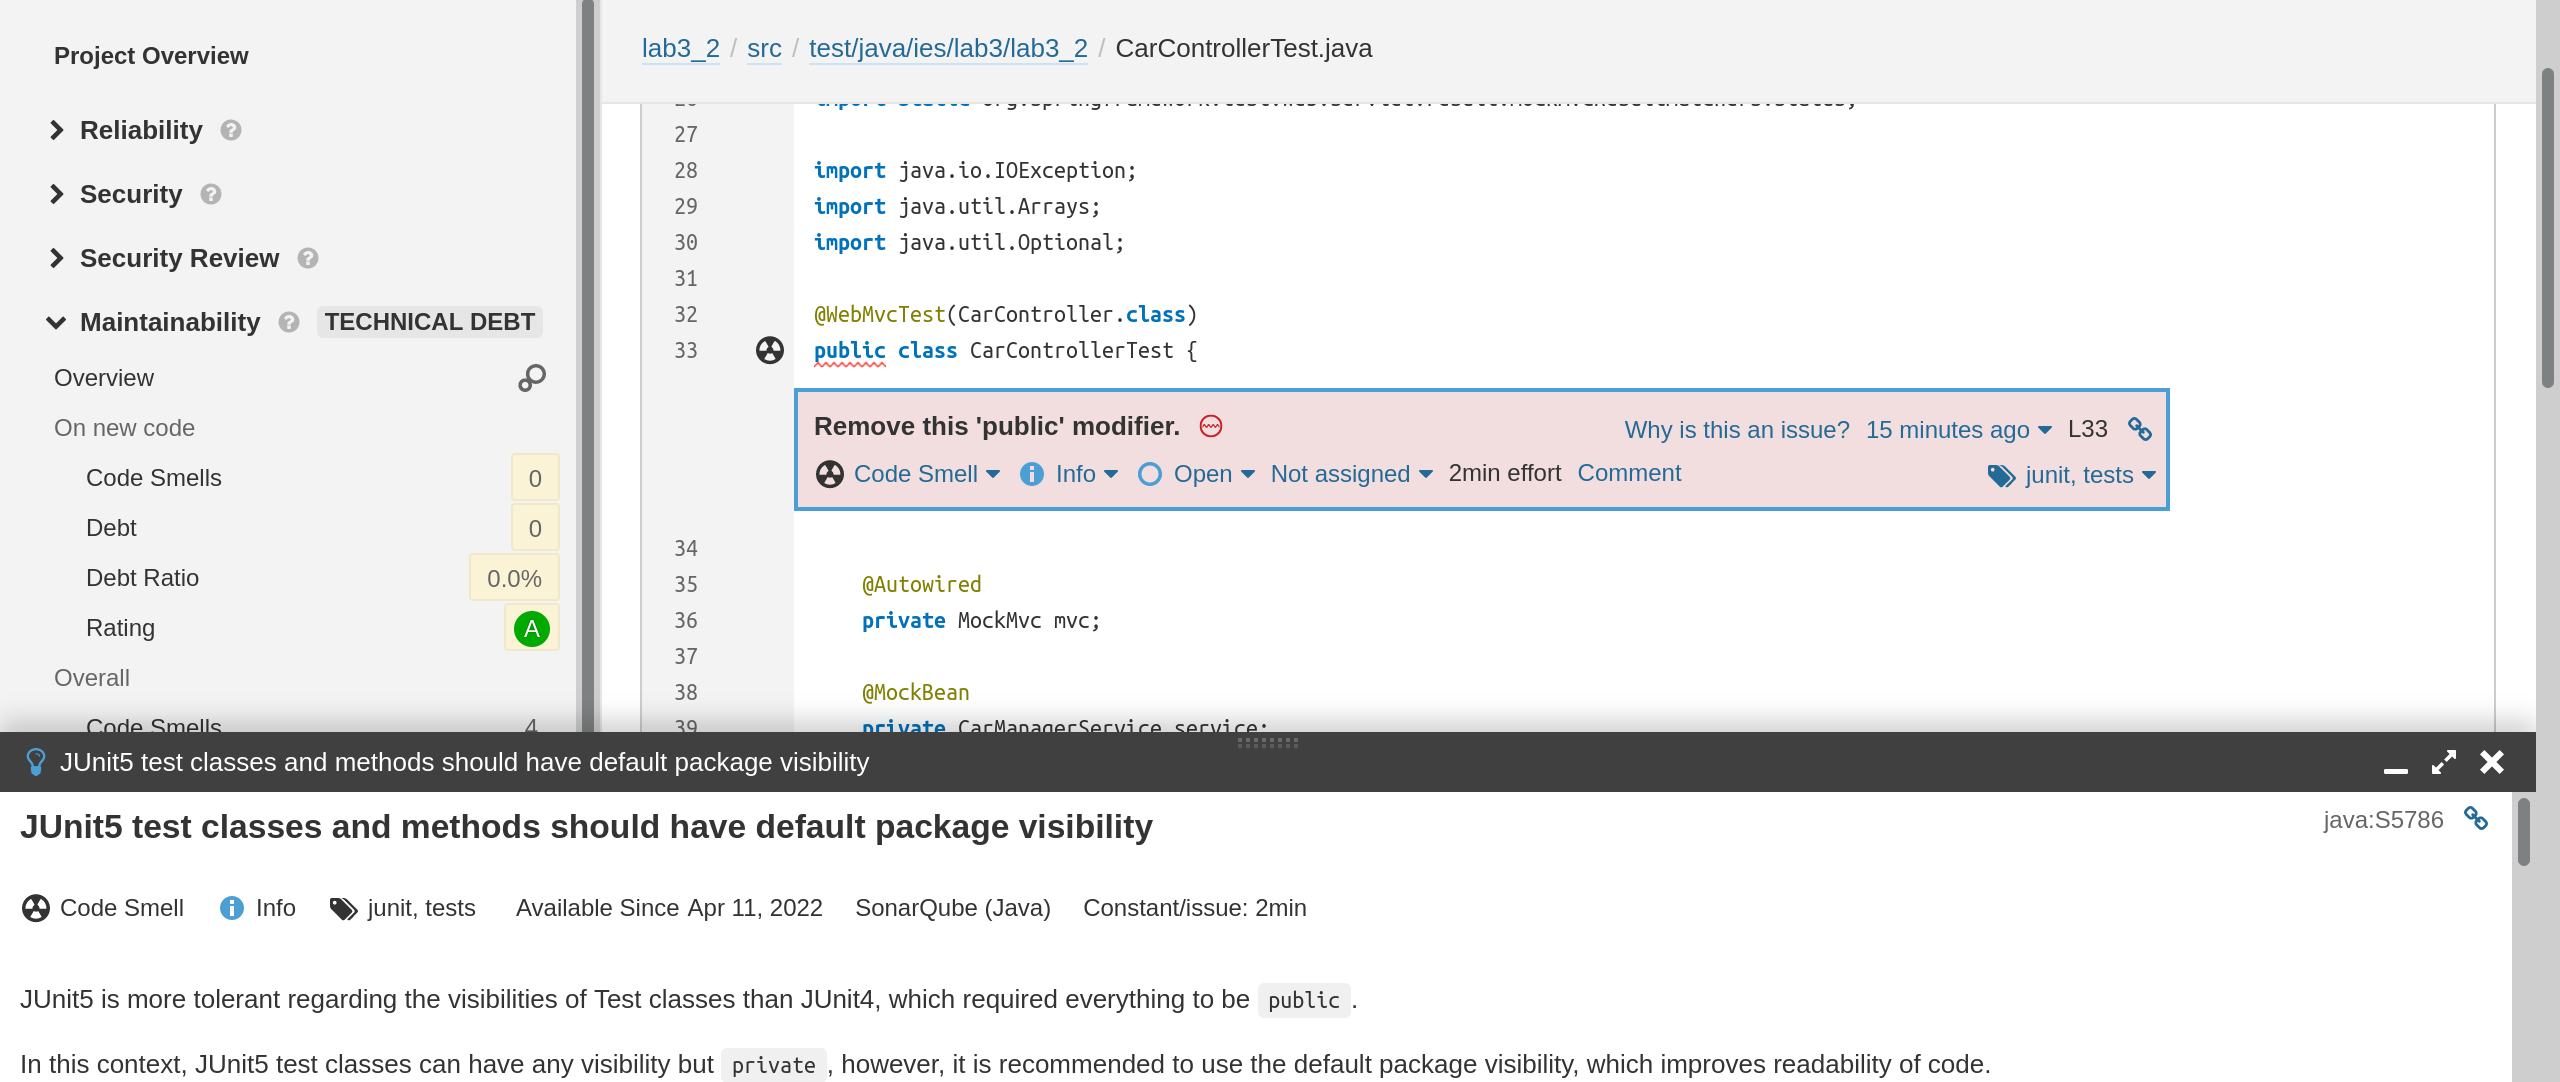 Project Overview
Reliability
Security
Security Review
Maintainability TECHNICAL DEBT
Overview
On new code
Code Smells 0
Debt 0
Debt Ratio 0.0%
Rating A
Overall
Code Smells 4
lab3_2 / src / test/java/ies/lab3/lab3_2 / CarControllerTest.java
27
28 import java.io.IOException;
29 import java.util.Arrays;
30 import java.util.Optional;
31
32 @WebMvcTest(CarController.class)
33 public class CarControllerTest {
Remove this 'public' modifier. Why is this an issue? 15 minutes ago L33
Code Smell Info Open Not assigned 2min effort Comment junit, tests
34
35 @Autowired
36 private MockMvc mvc;
37
38 @MockBean
39 private CarManagerService service;
JUnit5 test classes and methods should have default package visibility
JUnit5 test classes and methods should have default package visibility java:S5786
Code Smell Info junit, tests Available Since Apr 11, 2022 SonarQube (Java) Constant/issue: 2min
JUnit5 is more tolerant regarding the visibilities of Test classes than JUnit4, which required everything to be public.
In this context, JUnit5 test classes can have any visibility but private, however, it is recommended to use the default package visibility, which improves readability of code.